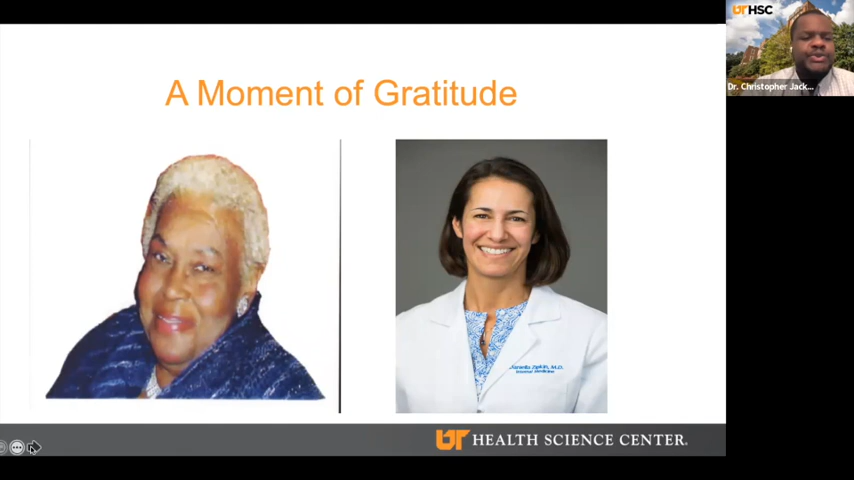 UTHSC
Dr. Christopher Jack...
A Moment of Gratitude
M.D.
UT HEALTH SCIENCE CENTER®